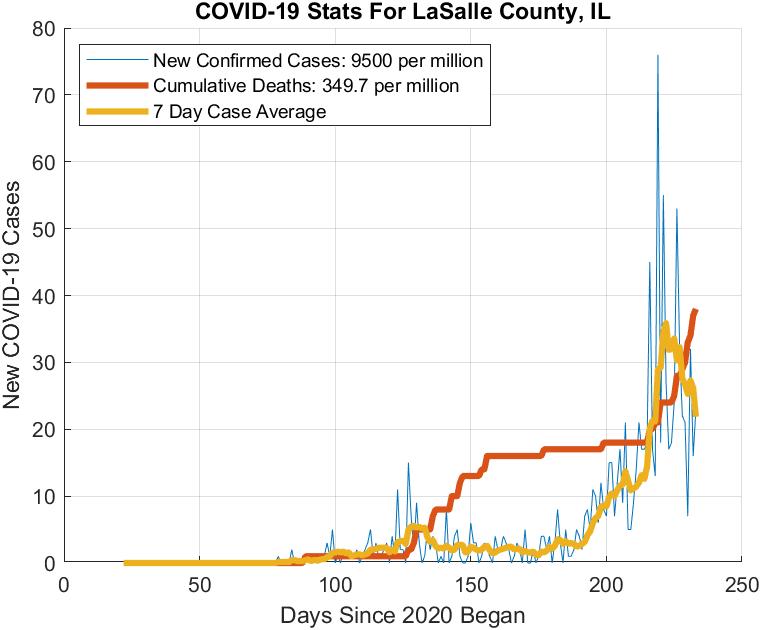 COVID-19 Stats For LaSalle County, IL
New Confirmed Cases: 9500 per million
Cumulative Deaths: 349.7 per million
7 Day Case Average
New COVID-19 Cases
80
70
60
50
40
30
20
10
0
0 50 100 150 200 250
Days Since 2020 Began